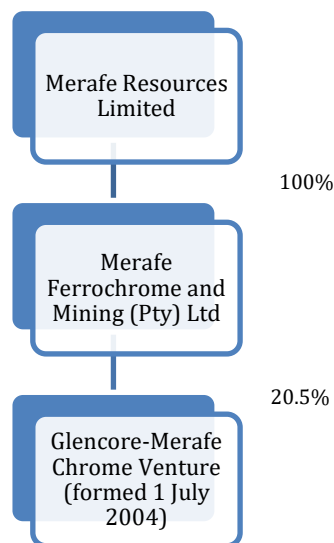 Merafe Resources
Limited
100%
Merafe
Ferrochrome and
Mining (Pty) Ltd
20.5%
Glencore-Merafe
Chrome Venture
(formed 1 July
2004)